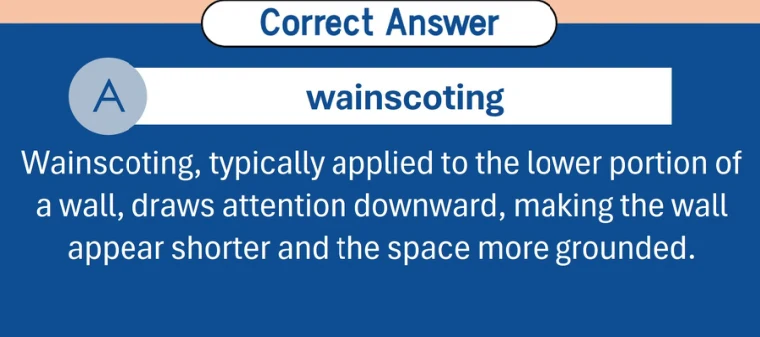 Correct Answer
A
wainscoting
Wainscoting, typically applied to the lower portion of
a wall, draws attention downward, making the wall
appear shorter and the space more grounded.